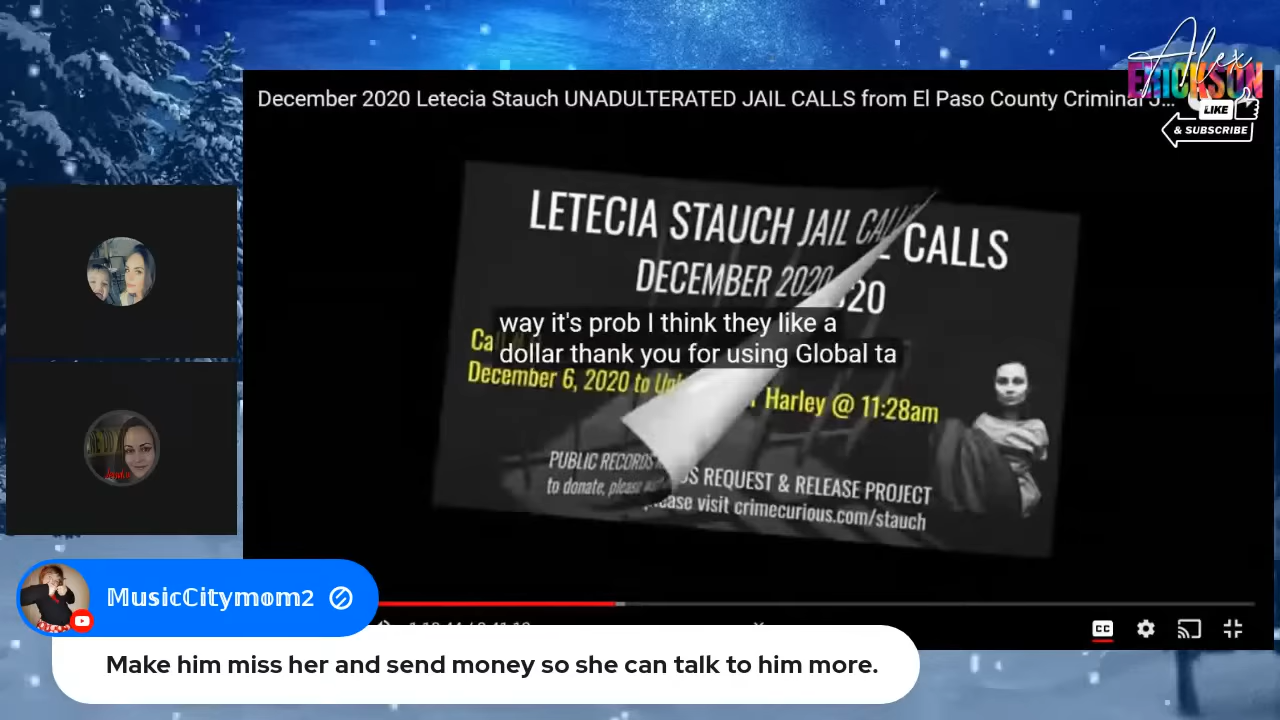 Alex
ERICKSON
LIKE
& SUBSCRIBE
December 2020 Letecia Stauch UNADULTERATED JAIL CALLS from El Paso County Criminal J...
LETECIA STAUCH JAIL CALLS
CALLS
DECEMBER 2020
way it's prob I think they like a
dollar thank you for using Global ta
December 6, 2020 to
Harley @ 11:28am
PUBLIC RECORDS
REQUEST & RELEASE PROJECT
to donate, please
please visit crimecurious.com/stauch
MusicCitymom2
CC
Make him miss her and send money so she can talk to him more.